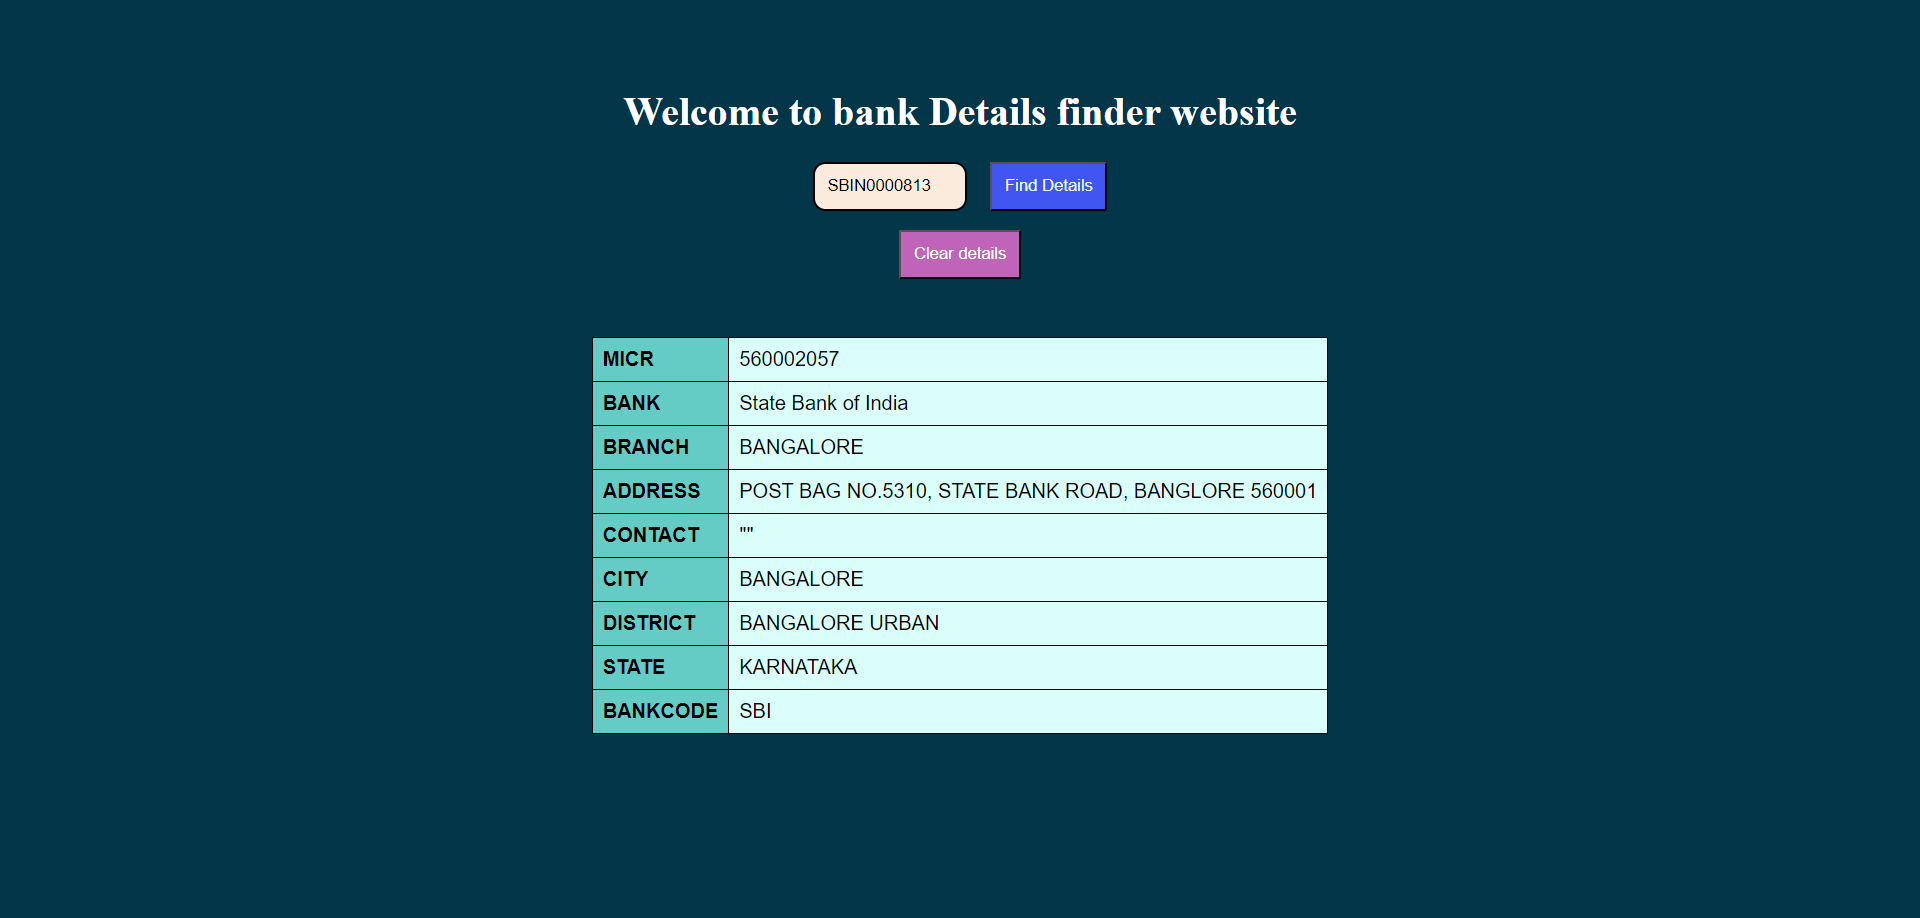 Welcome to bank Details finder website
SBIN0000813 Find Details
Clear details
MICR 560002057
BANK State Bank of India
BRANCH BANGALORE
ADDRESS POST BAG NO.5310, STATE BANK ROAD, BANGLORE 560001
CONTACT ""
CITY BANGALORE
DISTRICT BANGALORE URBAN
STATE KARNATAKA
BANKCODE SBI